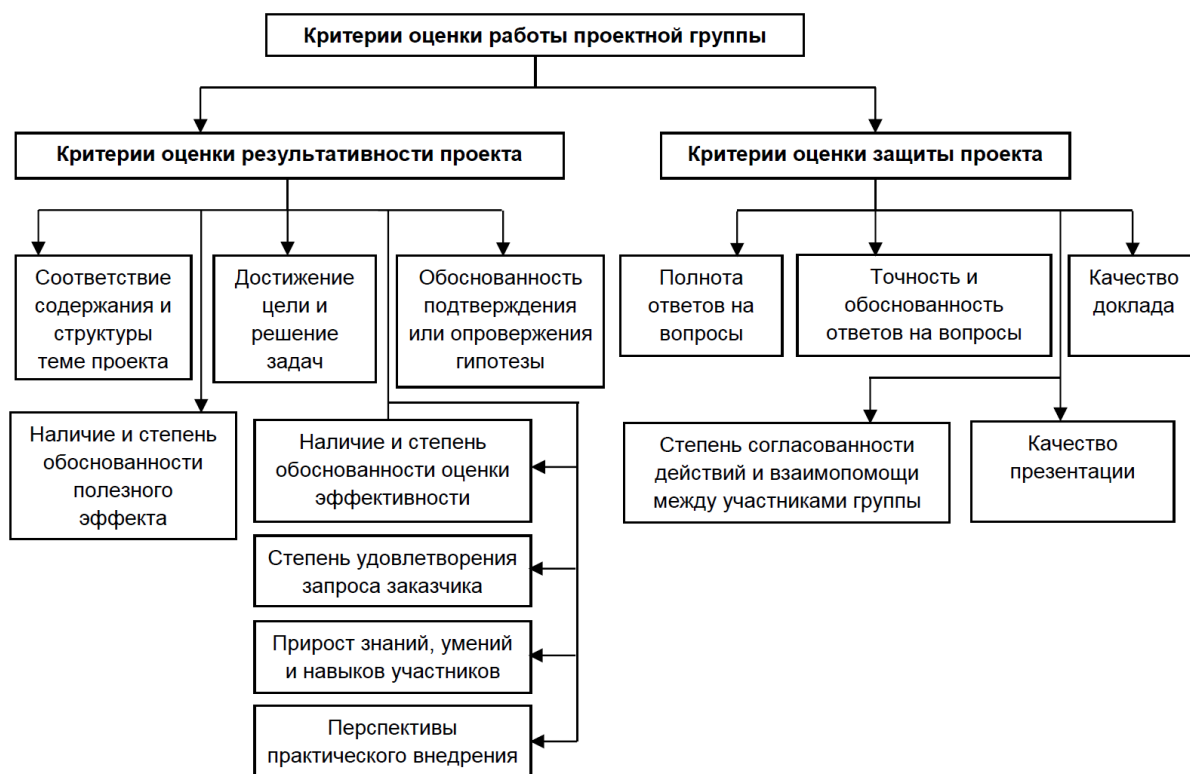 Критерии оценки работы проектной группы
Критерии оценки результативности проекта
Критерии оценки защиты проекта
Соответствие
содержания и
структуры
теме проекта
Достижение
цели и
решение
задач
Обоснованность
подтверждения
или опровержения
гипотезы
Полнота
ответов на
вопросы
Точность и
обоснованность
ответов на вопросы
Качество
доклада
Наличие и степень
обоснованности
полезного
эффекта
Наличие и степень
обоснованности оценки
эффективности
Степень согласованности
действий и взаимопомощи
между участниками группы
Качество
презентации
Степень удовлетворения
запроса заказчика
Прирост знаний, умений
и навыков участников
Перспективы
практического внедрения